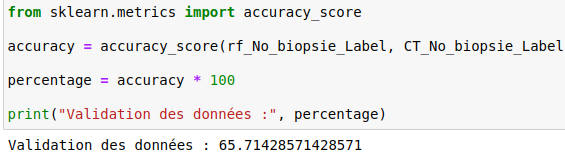 from sklearn.metrics import accuracy_score
accuracy = accuracy_score(rf_No_biopsie_Label, CT_No_biopsie_Label
percentage = accuracy * 100
print("Validation des données :", percentage)
Validation des données : 65.71428571428571